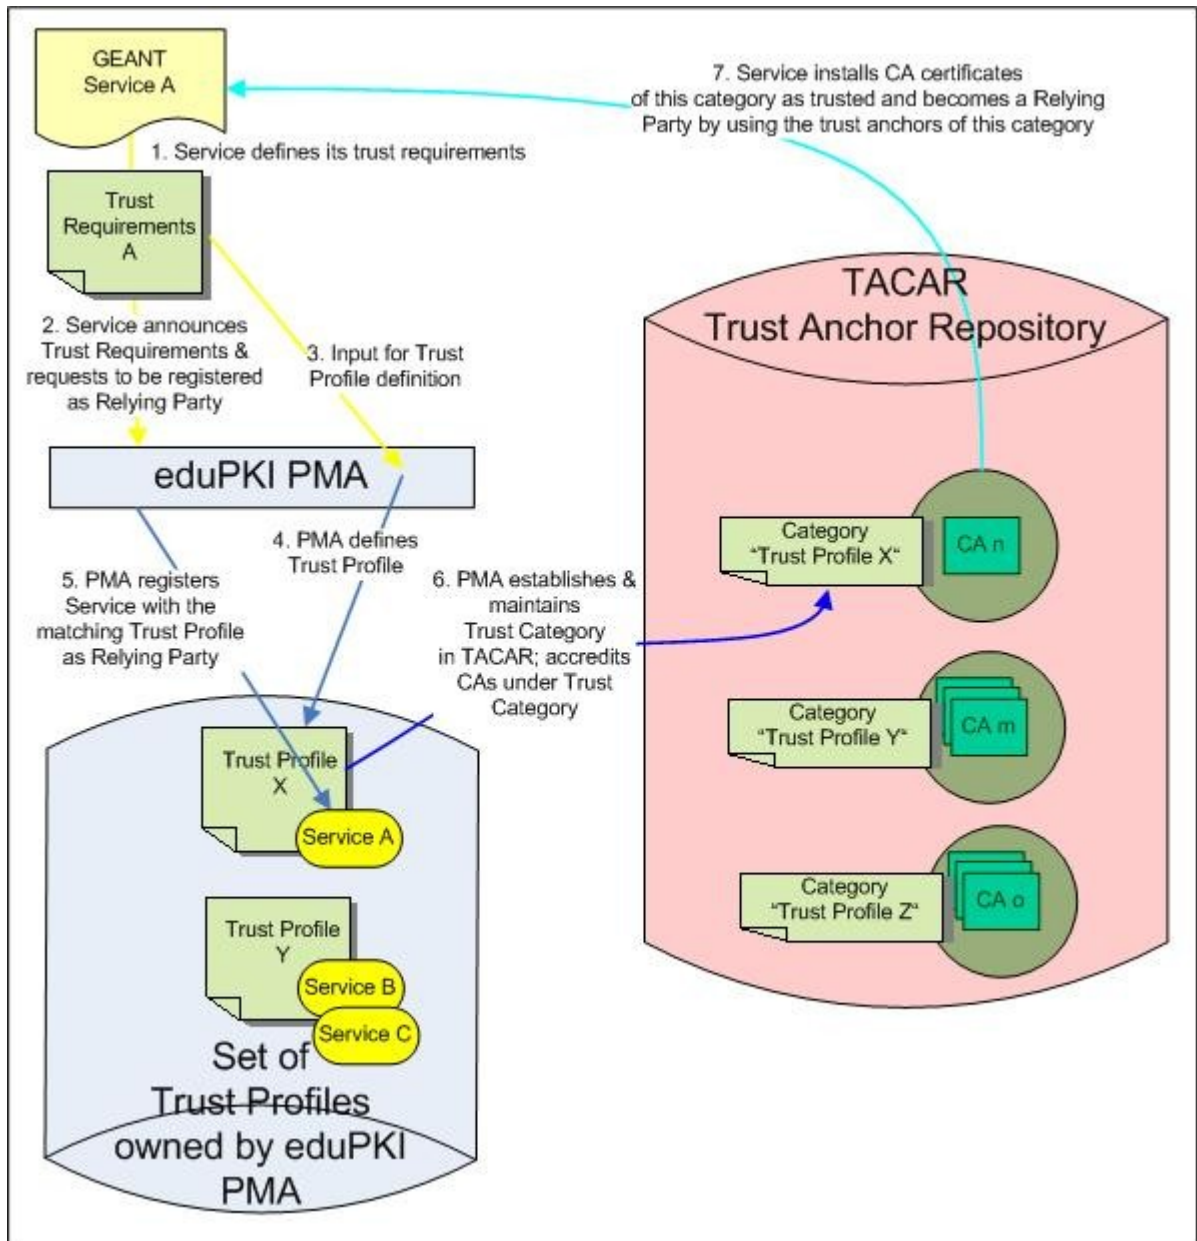 GEANT
Service A
1. Service defines its trust requirements
Trust
Requirements
A
2. Service announces
Trust Requirements &
requests to be registered
as Relying Party
3. Input for Trust
Profile definition
eduPKI PMA
4. PMA defines
Trust Profile
5. PMA registers
Service with the
matching Trust Profile
as Relying Party
6. PMA establishes &
maintains
Trust Category
in TACAR; accredits
CAs under Trust
Category
7. Service installs CA certificates
of this category as trusted and becomes a Relying
Party by using the trust anchors of this category
TACAR
Trust Anchor Repository
Category
“Trust Profile X“
CA n
Category
“Trust Profile Y“
CA m
Category
“Trust Profile Z“
CA o
Trust Profile
X
Service A
Trust Profile
Y
Service B
Service C
Set of
Trust Profiles
owned by eduPKI
PMA